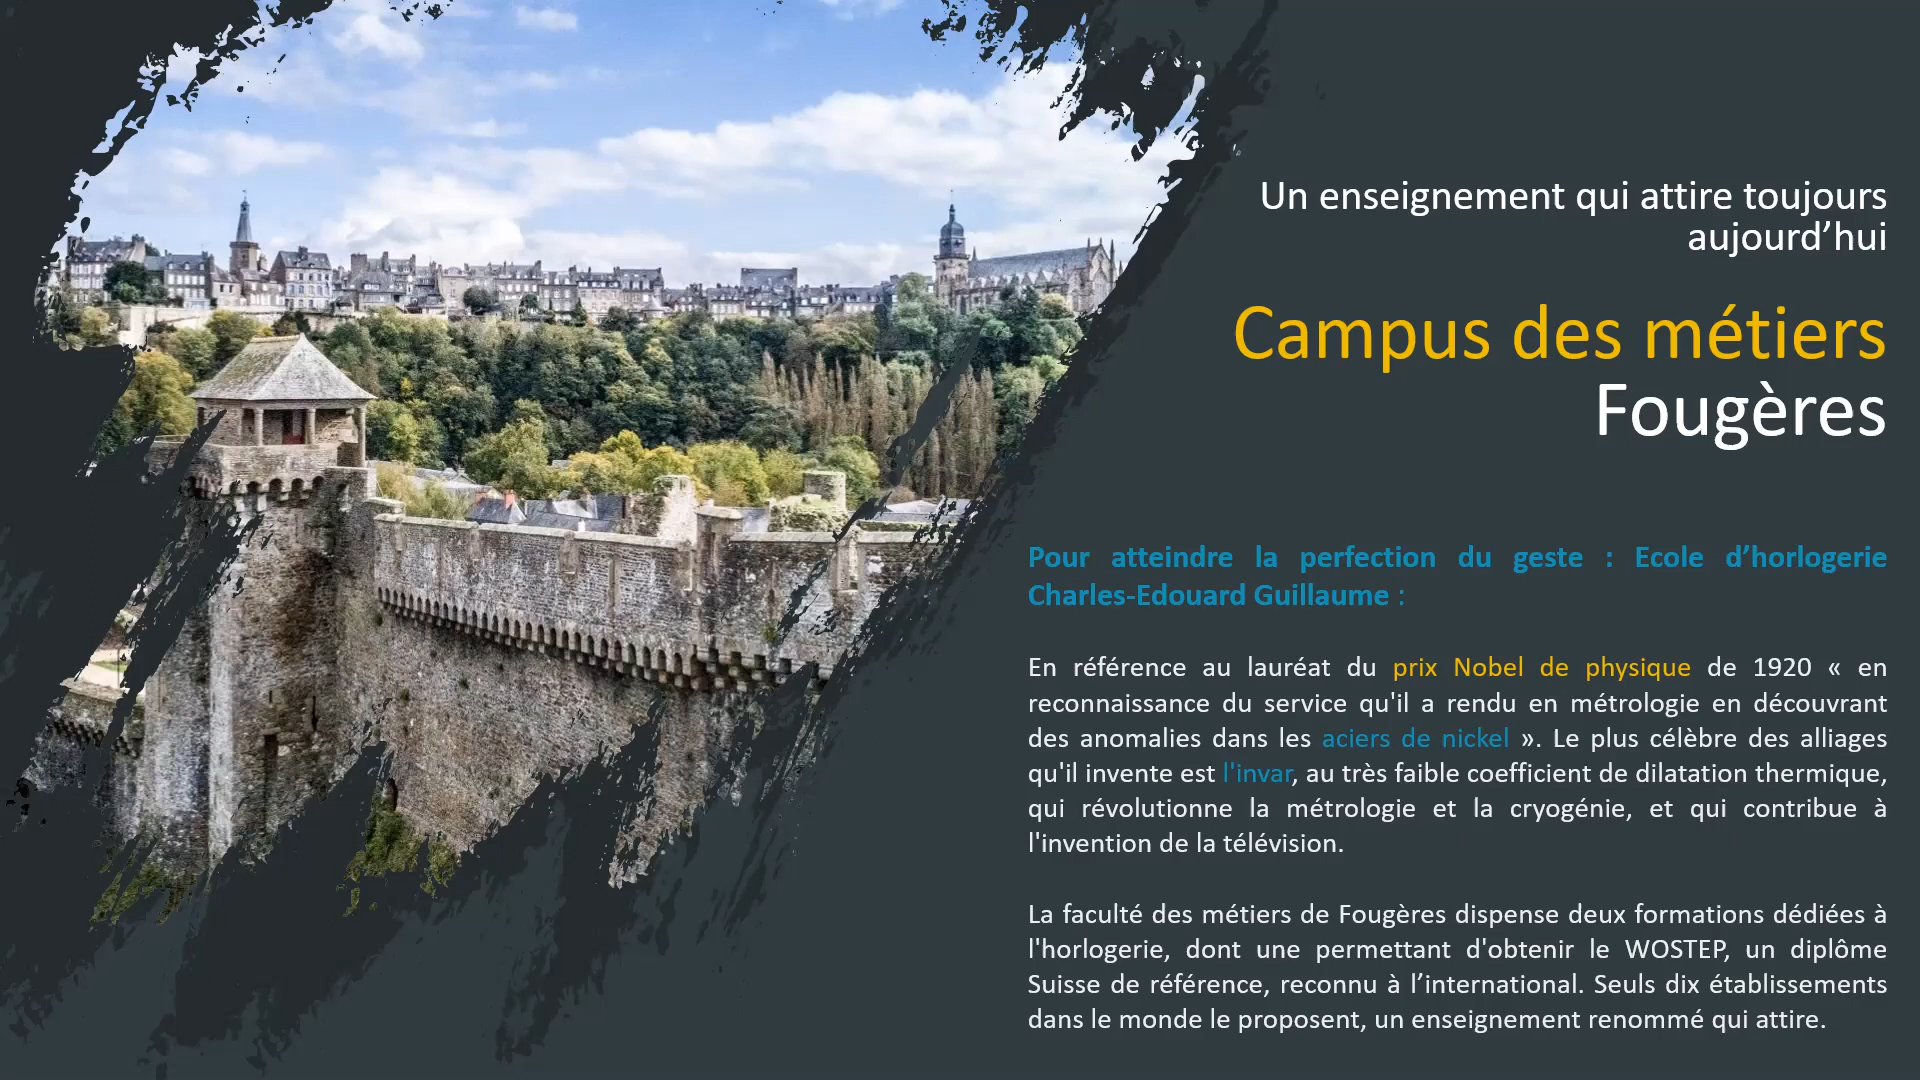 Un enseignement qui attire toujours
aujourd’hui
Campus des métiers
Fougères
Pour atteindre la perfection du geste : Ecole d’horlogerie
Charles-Edouard Guillaume :
En référence au lauréat du prix Nobel de physique de 1920 « en
reconnaissance du service qu'il a rendu en métrologie en découvrant
des anomalies dans les aciers de nickel ». Le plus célèbre des alliages
qu'il invente est l'invar, au très faible coefficient de dilatation thermique,
qui révolutionne la métrologie et la cryogénie, et qui contribue à
l'invention de la télévision.
La faculté des métiers de Fougères dispense deux formations dédiées à
l'horlogerie, dont une permettant d'obtenir le WOSTEP, un diplôme
Suisse de référence, reconnu à l’international. Seuls dix établissements
dans le monde le proposent, un enseignement renommé qui attire.